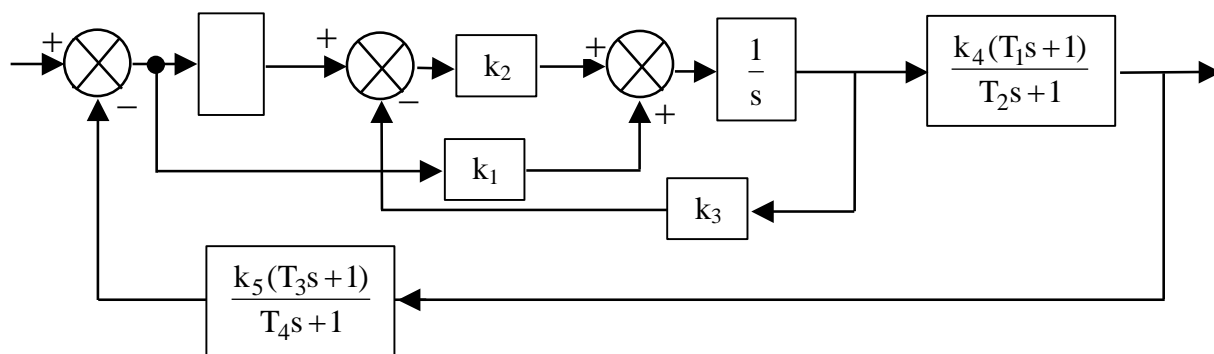 +
−
+
−
k₂
+
+
1
s
k₄(T₁s+1)
T₂s+1
k₁
k₃
k₅(T₃s+1)
T₄s+1